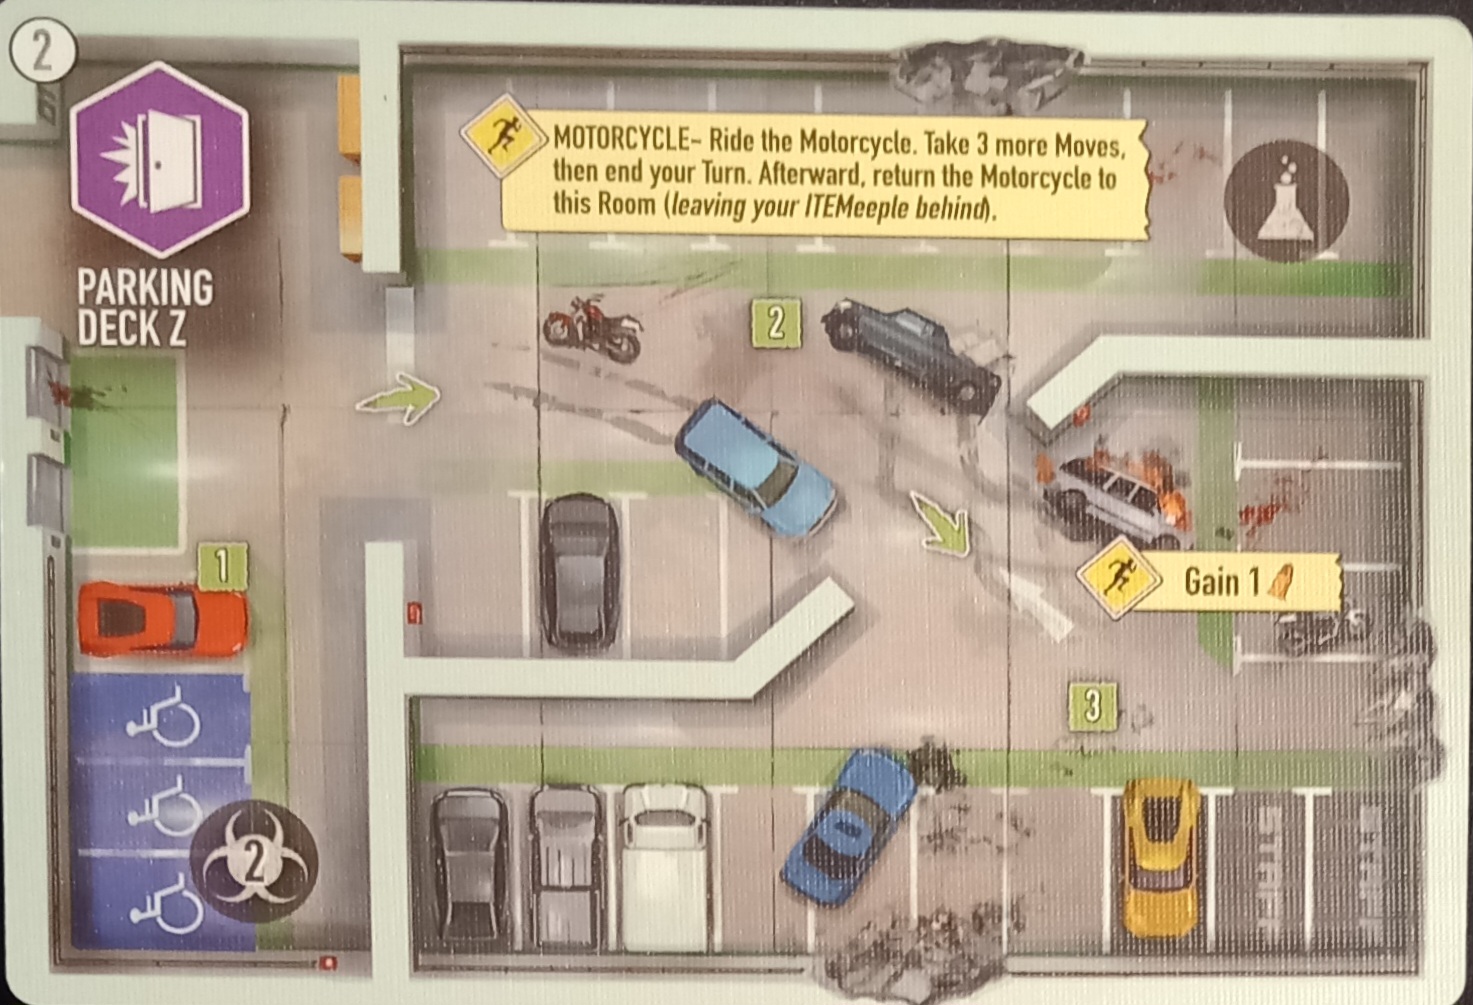 2
PARKING
DECK Z
MOTORCYCLE– Ride the Motorcycle. Take 3 more Moves,
then end your Turn. Afterward, return the Motorcycle to
this Room (leaving your ITEMeeple behind).
2
1
Gain 1
3
2
STAFF